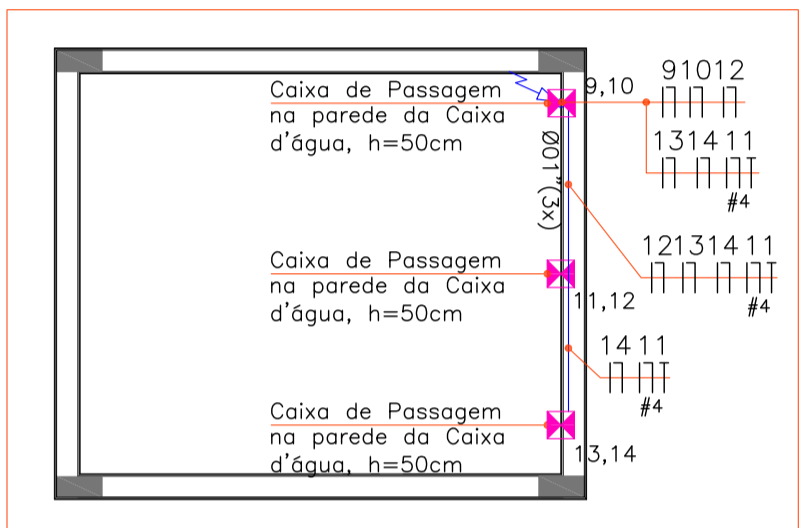 Caixa de Passagem
na parede da Caixa
d'água, h=50cm
9,10
91012
131411
#4
Ø01"(3x)
12131411
#4
Caixa de Passagem
na parede da Caixa
d'água, h=50cm
11,12
1411
#4
Caixa de Passagem
na parede da Caixa
d'água, h=50cm
13,14